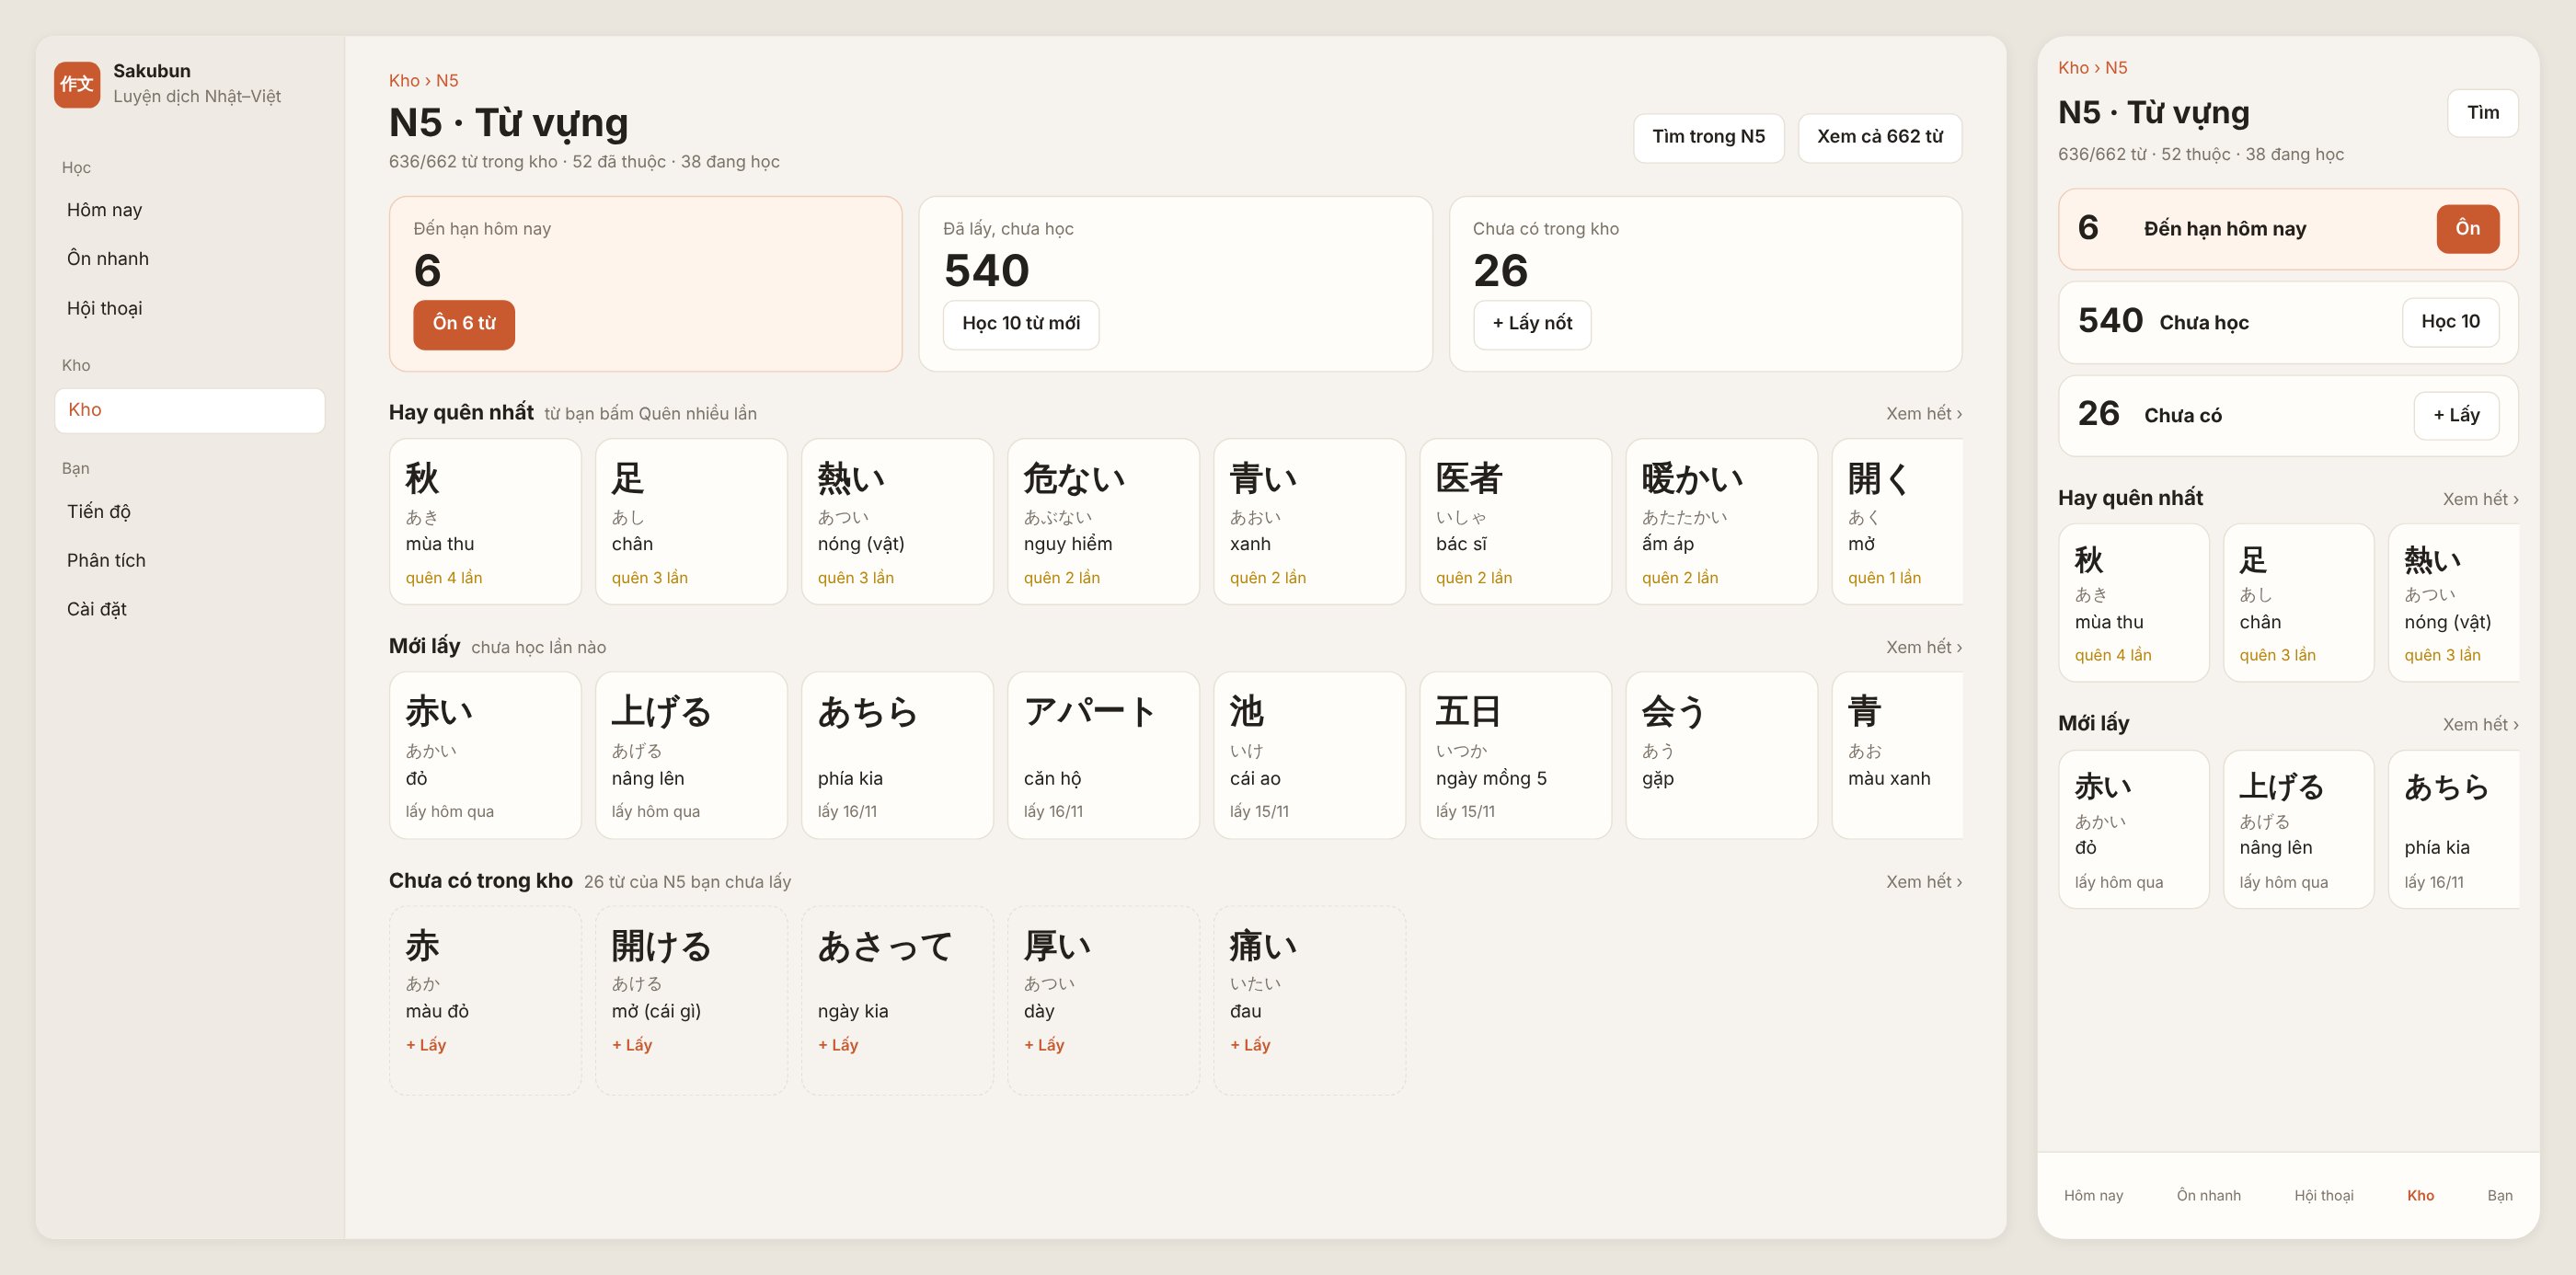 作文
Sakubun
Luyện dịch Nhật–Việt
Học
Hôm nay
Ôn nhanh
Hội thoại
Kho
Kho
Bạn
Tiến độ
Phân tích
Cài đặt
Kho › N5
N5 · Từ vựng
636/662 từ trong kho · 52 đã thuộc · 38 đang học
Tìm trong N5
Xem cả 662 từ
Đến hạn hôm nay
6
Ôn 6 từ
Đã lấy, chưa học
540
Học 10 từ mới
Chưa có trong kho
26
+ Lấy nốt
Hay quên nhất từ bạn bấm Quên nhiều lần
Xem hết ›
秋
あき
mùa thu
quên 4 lần
足
あし
chân
quên 3 lần
熱い
あつい
nóng (vật)
quên 3 lần
危ない
あぶない
nguy hiểm
quên 2 lần
青い
あおい
xanh
quên 2 lần
医者
いしゃ
bác sĩ
quên 2 lần
暖かい
あたたかい
ấm áp
quên 2 lần
開く
あく
mở
quên 1 lần
Mới lấy chưa học lần nào
Xem hết ›
赤い
あかい
đỏ
lấy hôm qua
上げる
あげる
nâng lên
lấy hôm qua
あちら
phía kia
lấy 16/11
アパート
căn hộ
lấy 16/11
池
いけ
cái ao
lấy 15/11
五日
いつか
ngày mồng 5
lấy 15/11
会う
あう
gặp
青
あお
màu xanh
Chưa có trong kho 26 từ của N5 bạn chưa lấy
Xem hết ›
赤
あか
màu đỏ
+ Lấy
開ける
あける
mở (cái gì)
+ Lấy
あさって
ngày kia
+ Lấy
厚い
あつい
dày
+ Lấy
痛い
いたい
đau
+ Lấy
Kho › N5
N5 · Từ vựng
Tìm
636/662 từ · 52 thuộc · 38 đang học
6 Đến hạn hôm nay
Ôn
540 Chưa học
Học 10
26 Chưa có
+ Lấy
Hay quên nhất
Xem hết ›
秋
あき
mùa thu
quên 4 lần
足
あし
chân
quên 3 lần
熱い
あつい
nóng (vật)
quên 3 lần
Mới lấy
Xem hết ›
赤い
あかい
đỏ
lấy hôm qua
上げる
あげる
nâng lên
lấy hôm qua
あちら
phía kia
lấy 16/11
Hôm nay
Ôn nhanh
Hội thoại
Kho
Bạn